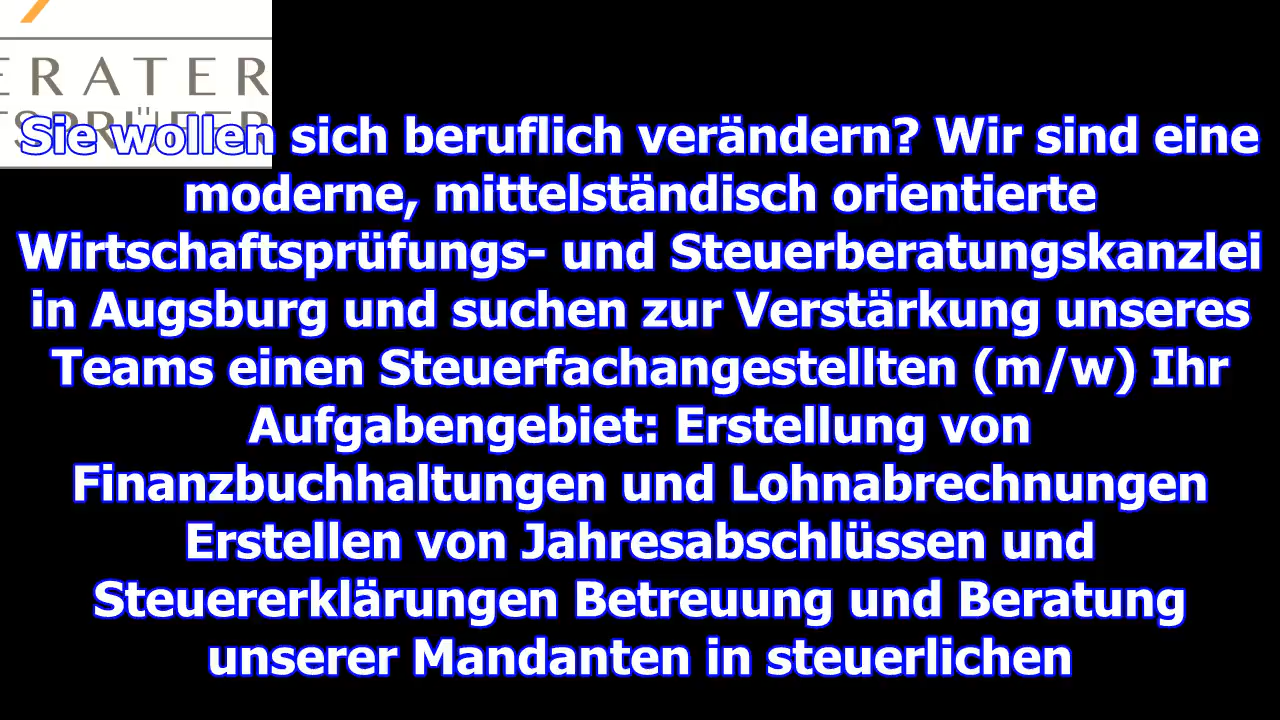 ERATER
Sie wollen sich beruflich verändern? Wir sind eine
moderne, mittelständisch orientierte
Wirtschaftsprüfungs- und Steuerberatungskanzlei
in Augsburg und suchen zur Verstärkung unseres
Teams einen Steuerfachangestellten (m/w) Ihr
Aufgabengebiet: Erstellung von
Finanzbuchhaltungen und Lohnabrechnungen
Erstellen von Jahresabschlüssen und
Steuererklärungen Betreuung und Beratung
unserer Mandanten in steuerlichen